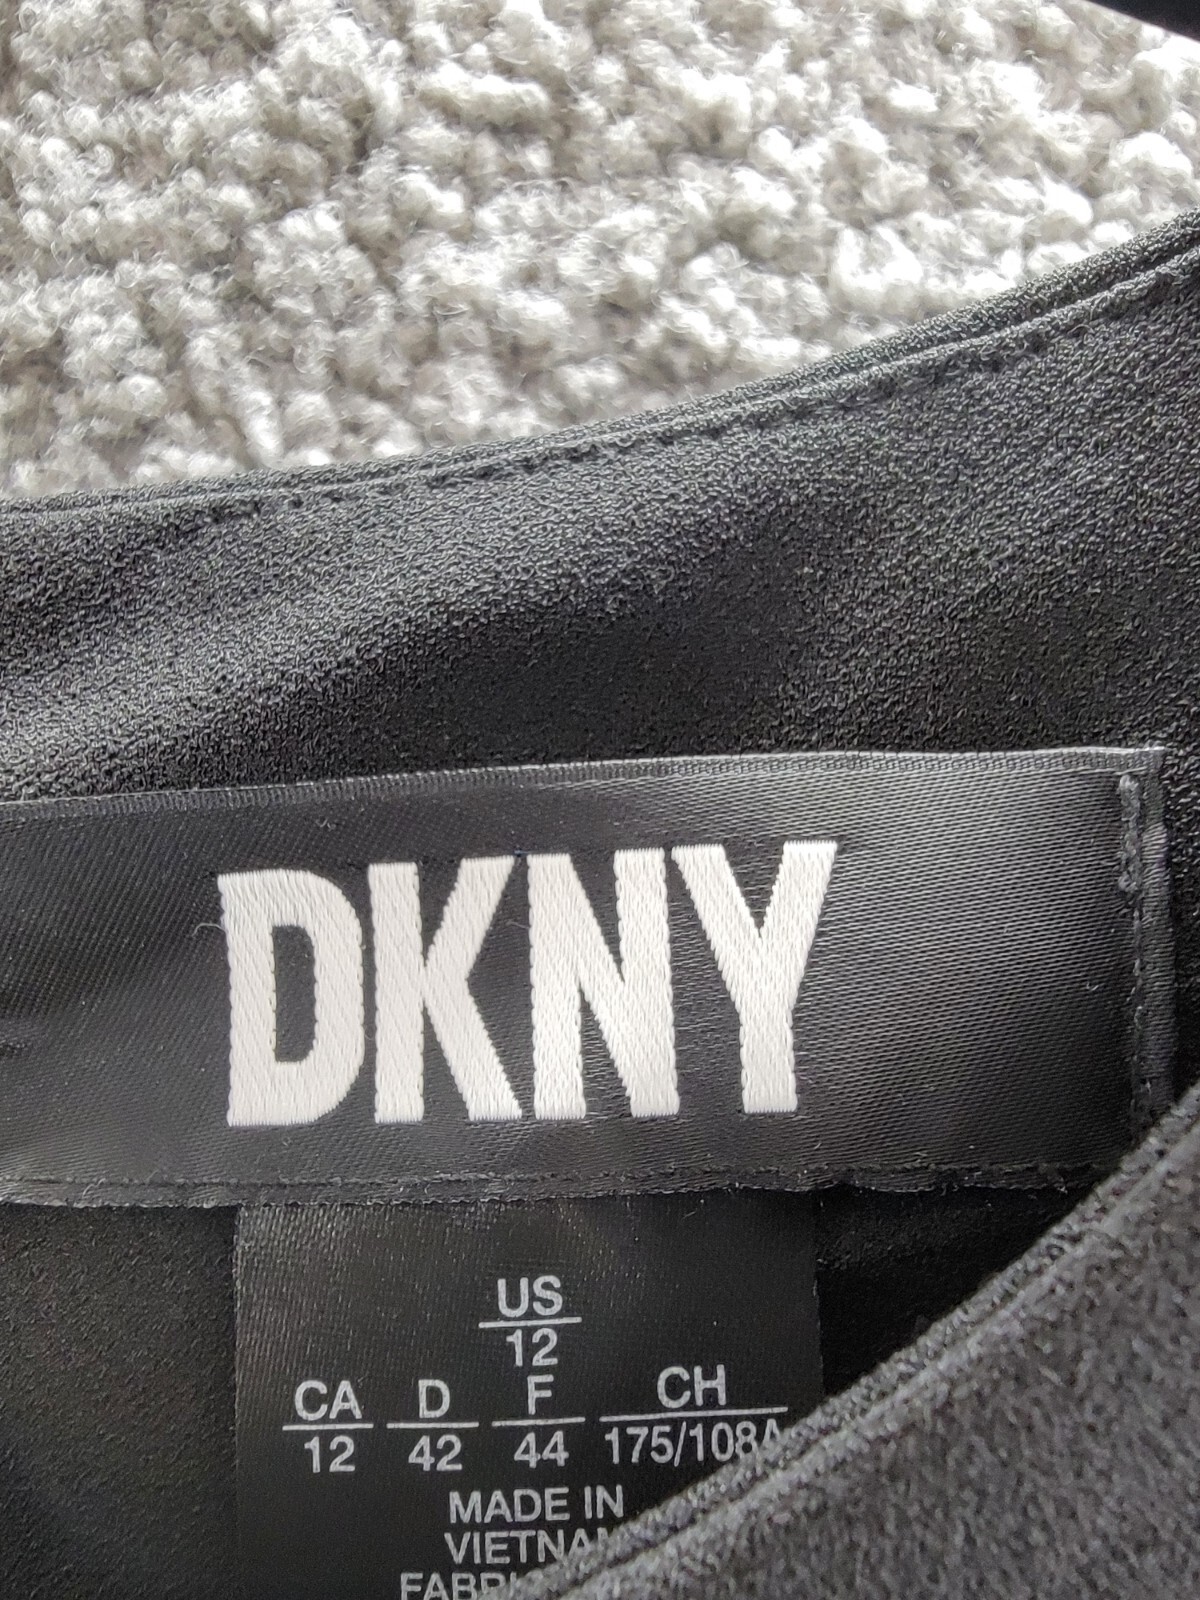 DKNY
US
12
CA D F CH
12 42 44 175/108A
MADE IN